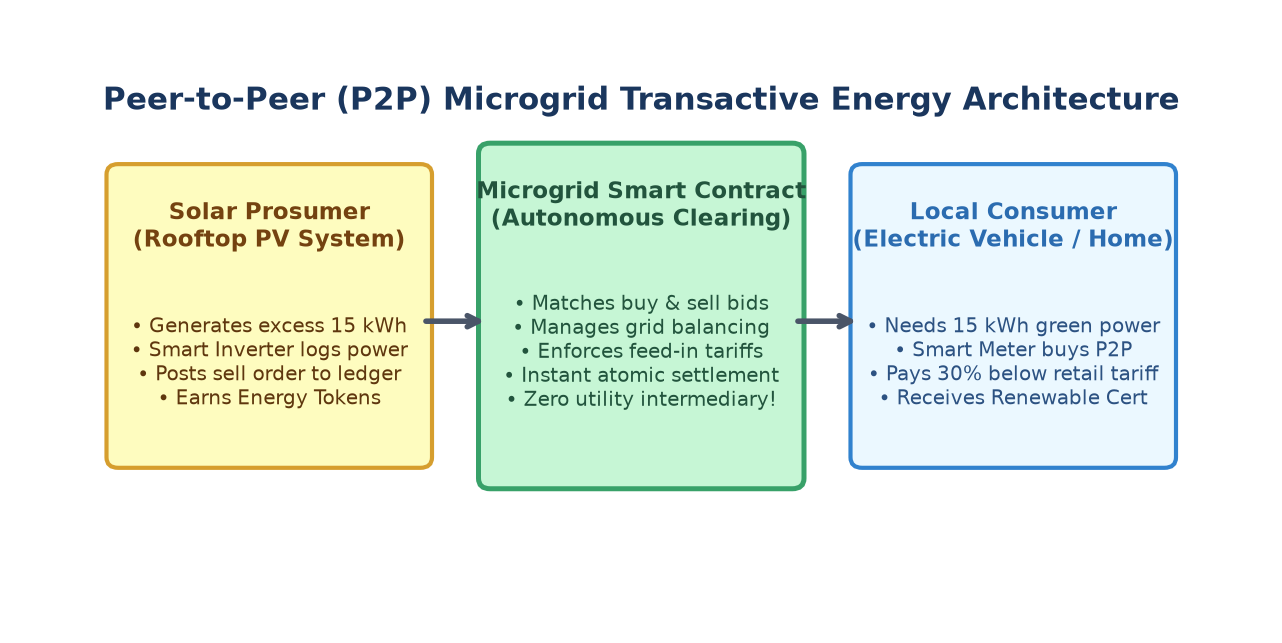 Peer-to-Peer (P2P) Microgrid Transactive Energy Architecture
Solar Prosumer
(Rooftop PV System)
• Generates excess 15 kWh
• Smart Inverter logs power
• Posts sell order to ledger
• Earns Energy Tokens
Microgrid Smart Contract
(Autonomous Clearing)
• Matches buy & sell bids
• Manages grid balancing
• Enforces feed-in tariffs
• Instant atomic settlement
• Zero utility intermediary!
Local Consumer
(Electric Vehicle / Home)
• Needs 15 kWh green power
• Smart Meter buys P2P
• Pays 30% below retail tariff
• Receives Renewable Cert